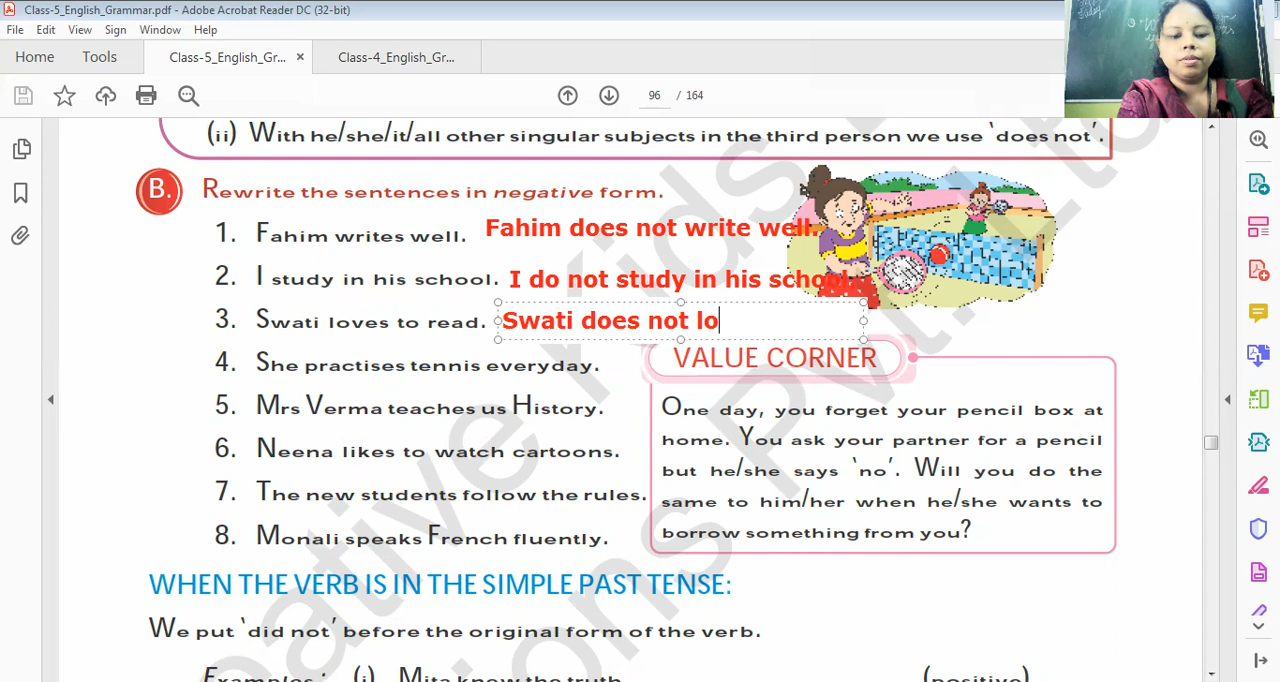 Class-5_English_Grammar.pdf - Adobe Acrobat Reader DC (32-bit)
File Edit View Sign Window Help
Home Tools Class-5_English_Gr... × Class-4_English_Gr...
96 / 164
(ii) With he/she/it/all other singular subjects in the third person we use 'does not'.
B. Rewrite the sentences in negative form.
1. Fahim writes well. Fahim does not write well.
2. I study in his school. I do not study in his school.
3. Swati loves to read. Swati does not lo
4. She practises tennis everyday.
5. Mrs Verma teaches us History.
6. Neena likes to watch cartoons.
7. The new students follow the rules.
8. Monali speaks French fluently.
VALUE CORNER
One day, you forget your pencil box at
home. You ask your partner for a pencil
but he/she says 'no'. Will you do the
same to him/her when he/she wants to
borrow something from you?
WHEN THE VERB IS IN THE SIMPLE PAST TENSE:
We put 'did not' before the original form of the verb.
Examples : (i) Mita knew the truth. (positive)